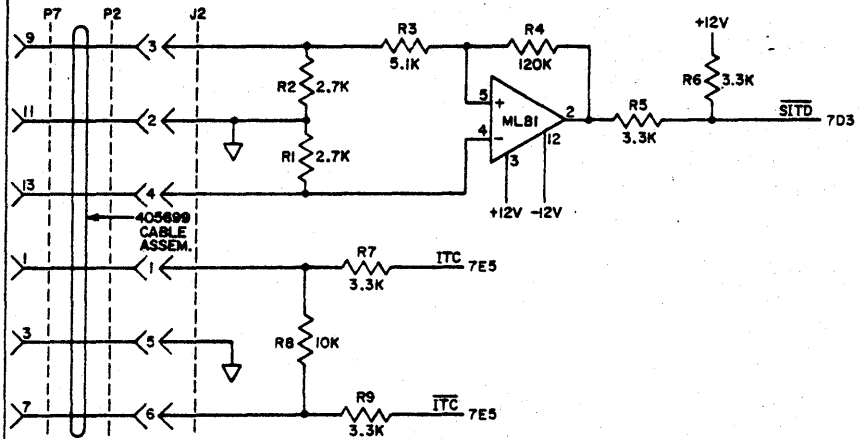 P7 P2 J2
+12V
9 3 R3 R4
5.1K 120K
R6 3.3K
R2 2.7K
11 2 5 + ML81 2 R5 SITD 7D3
4 - 12 3.3K
R1 2.7K
3
13 4
+12V -12V
405699
CABLE
ASSEM.
1 1 R7 ITC 7E5
3.3K
3 5 R8 10K
7 6 R9 ITC 7E5
3.3K